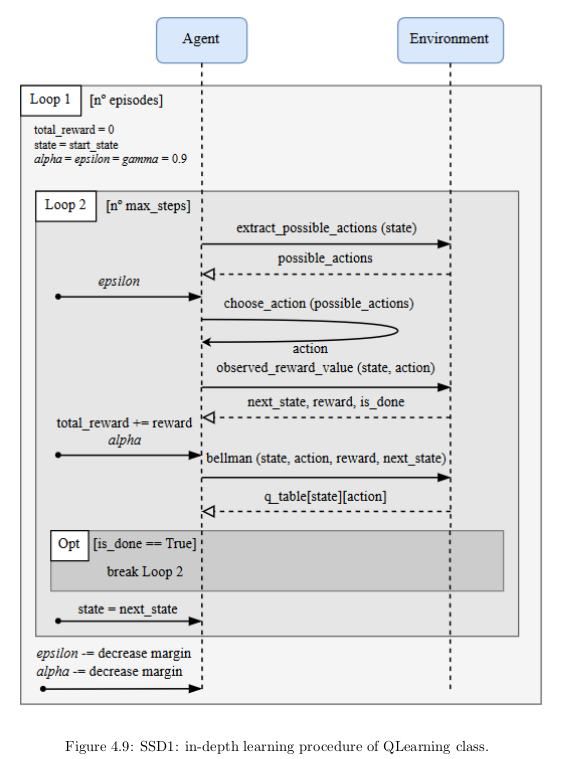 Agent
Environment
Loop 1 [n° episodes]
total_reward = 0
state = start_state
alpha = epsilon = gamma = 0.9
Loop 2 [n° max_steps]
extract_possible_actions (state)
possible_actions
epsilon
choose_action (possible_actions)
action
observed_reward_value (state, action)
next_state, reward, is_done
total_reward += reward
alpha
bellman (state, action, reward, next_state)
q_table[state][action]
Opt [is_done == True]
break Loop 2
state = next_state
epsilon -= decrease margin
alpha -= decrease margin
Figure 4.9: SSD1: in-depth learning procedure of QLearning class.